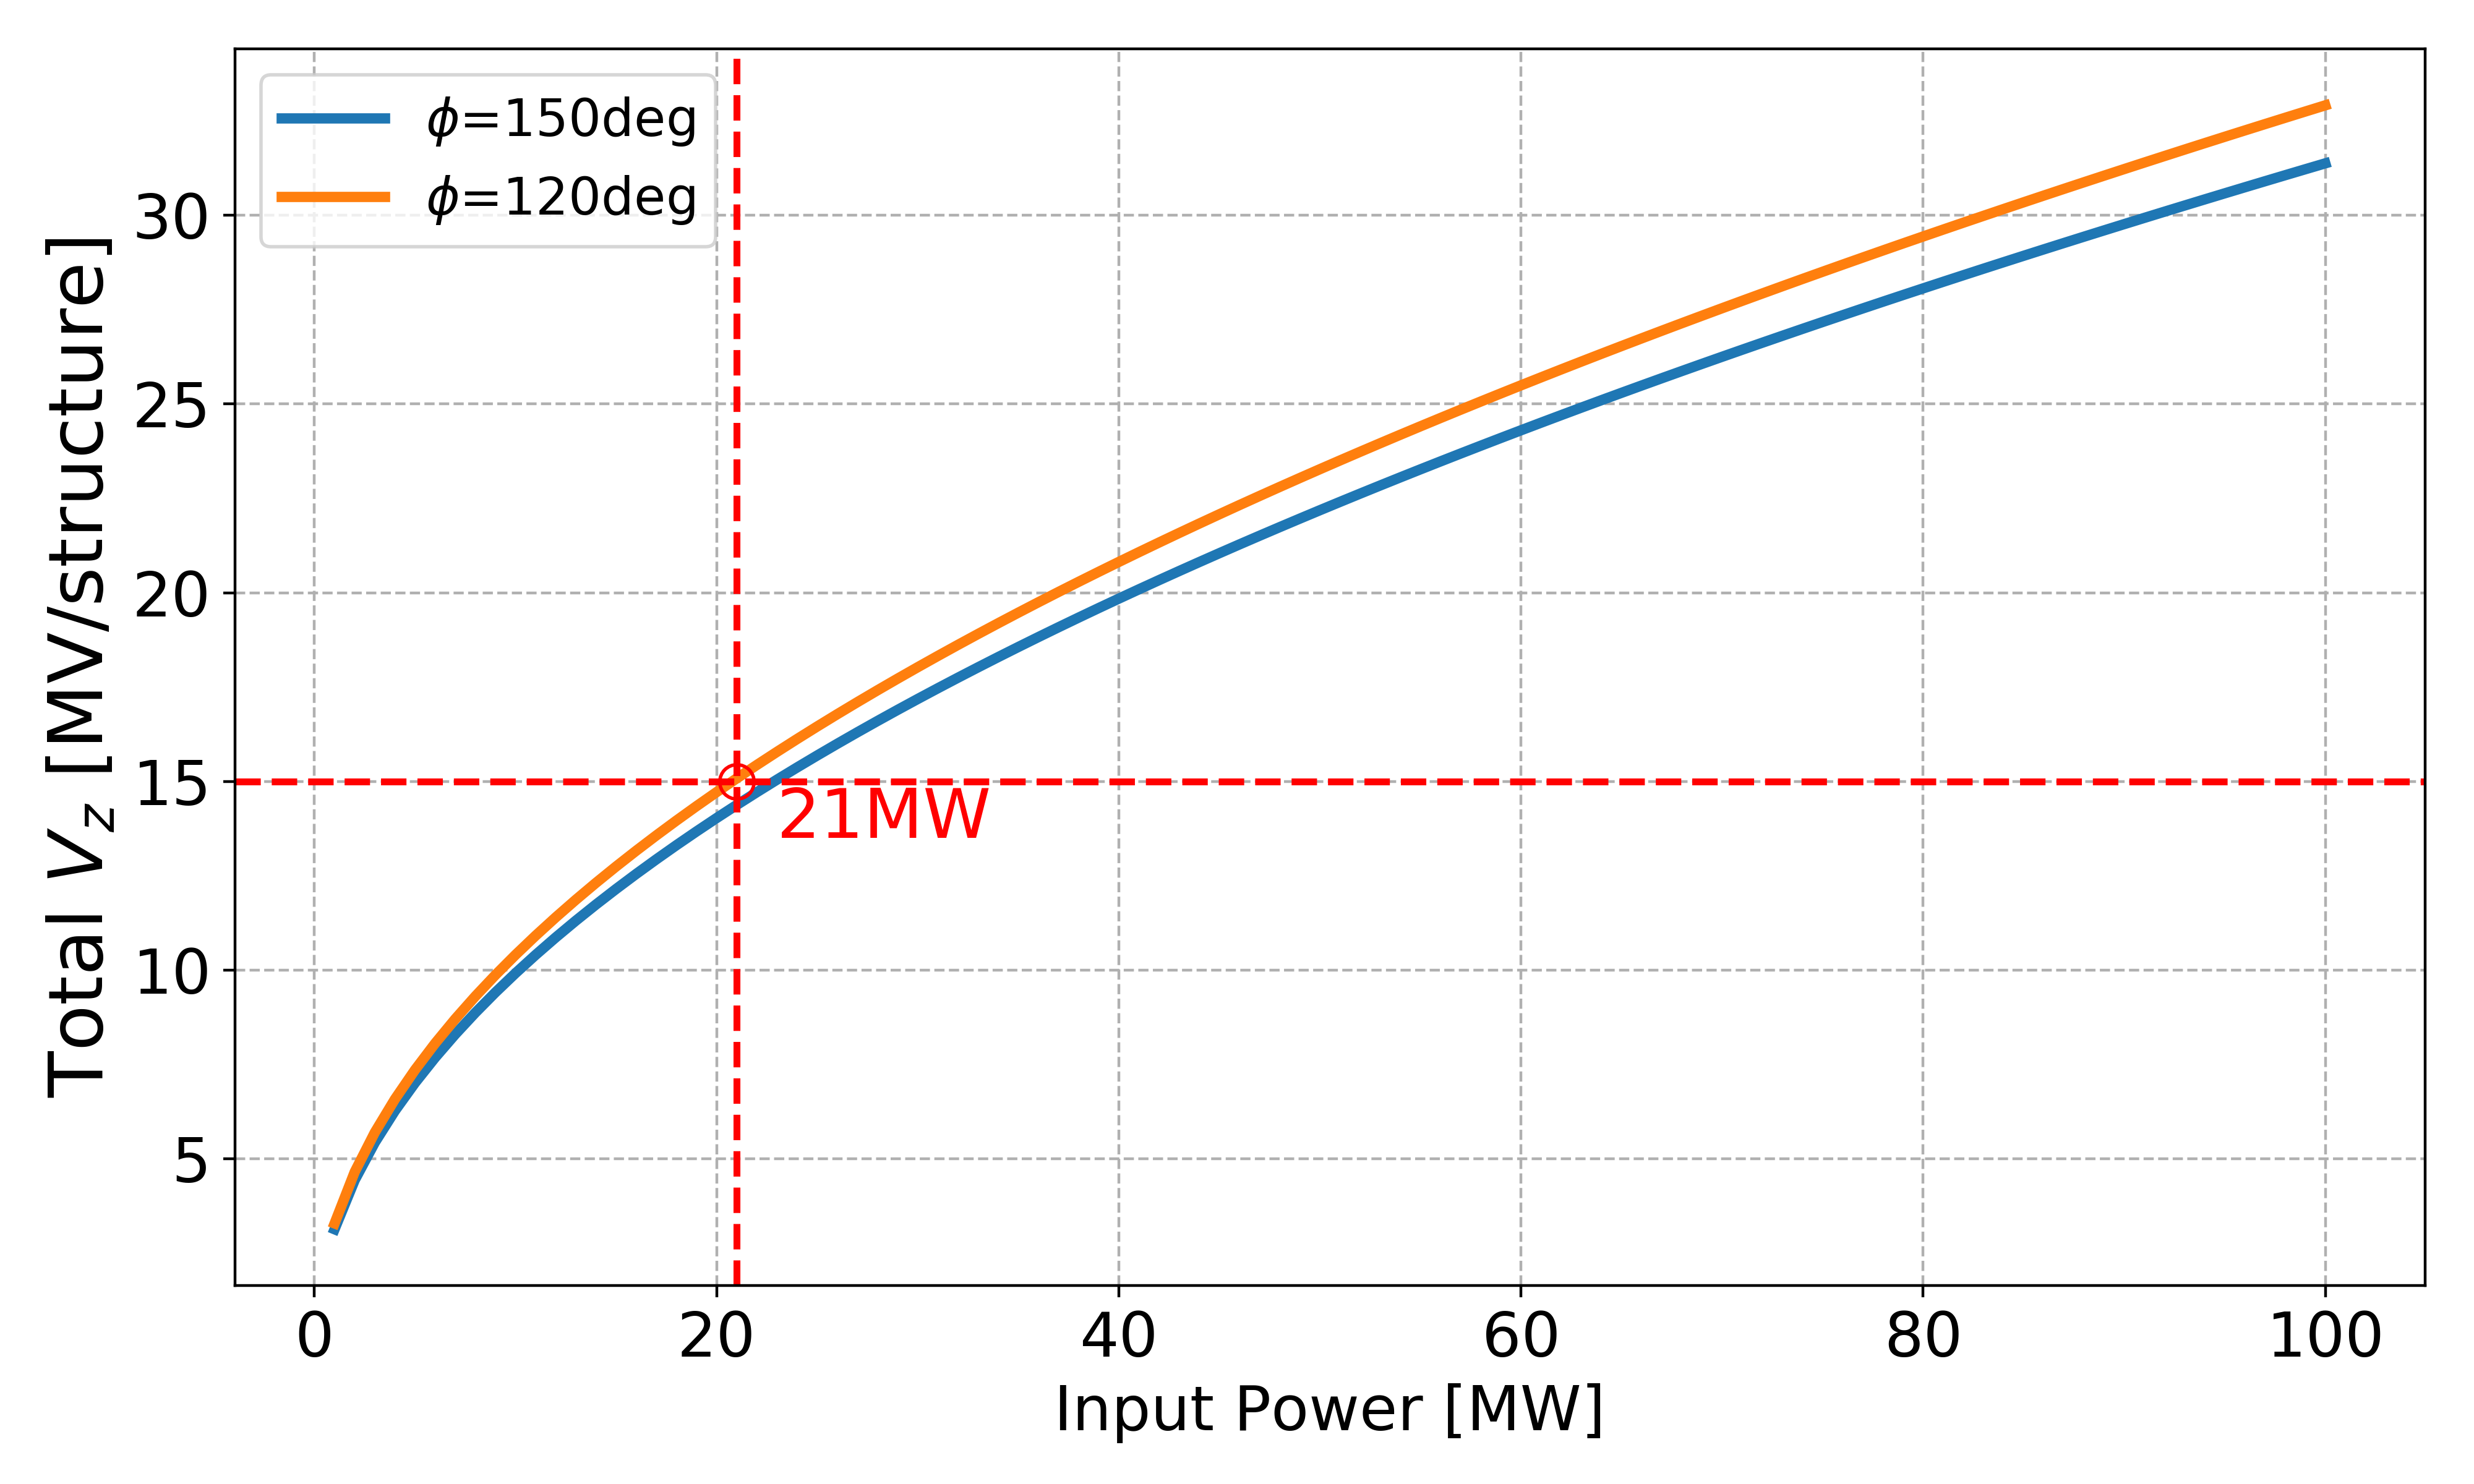 ϕ=150deg
ϕ=120deg
Total V_z [MV/structure]
30
25
20
15
10
5
21MW
0 20 40 60 80 100
Input Power [MW]